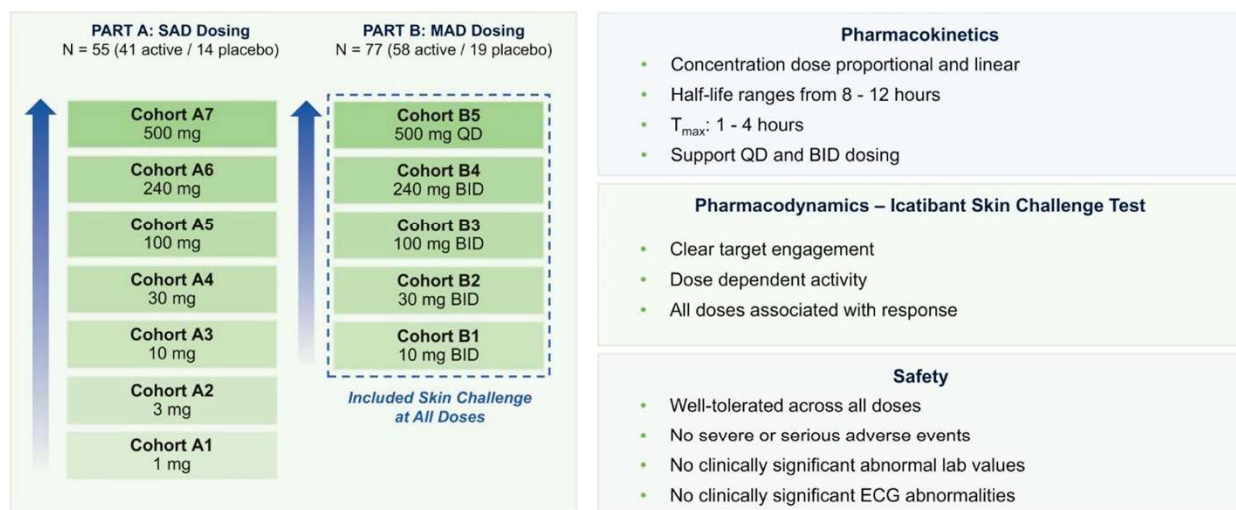 PART A: SAD Dosing
N = 55 (41 active / 14 placebo)
Cohort A7
500 mg
Cohort A6
240 mg
Cohort A5
100 mg
Cohort A4
30 mg
Cohort A3
10 mg
Cohort A2
3 mg
Cohort A1
1 mg
PART B: MAD Dosing
N = 77 (58 active / 19 placebo)
Cohort B5
500 mg QD
Cohort B4
240 mg BID
Cohort B3
100 mg BID
Cohort B2
30 mg BID
Cohort B1
10 mg BID
Included Skin Challenge
at All Doses
Pharmacokinetics
• Concentration dose proportional and linear
• Half-life ranges from 8 - 12 hours
• Tmax: 1 - 4 hours
• Support QD and BID dosing
Pharmacodynamics – Icatibant Skin Challenge Test
• Clear target engagement
• Dose dependent activity
• All doses associated with response
Safety
• Well-tolerated across all doses
• No severe or serious adverse events
• No clinically significant abnormal lab values
• No clinically significant ECG abnormalities